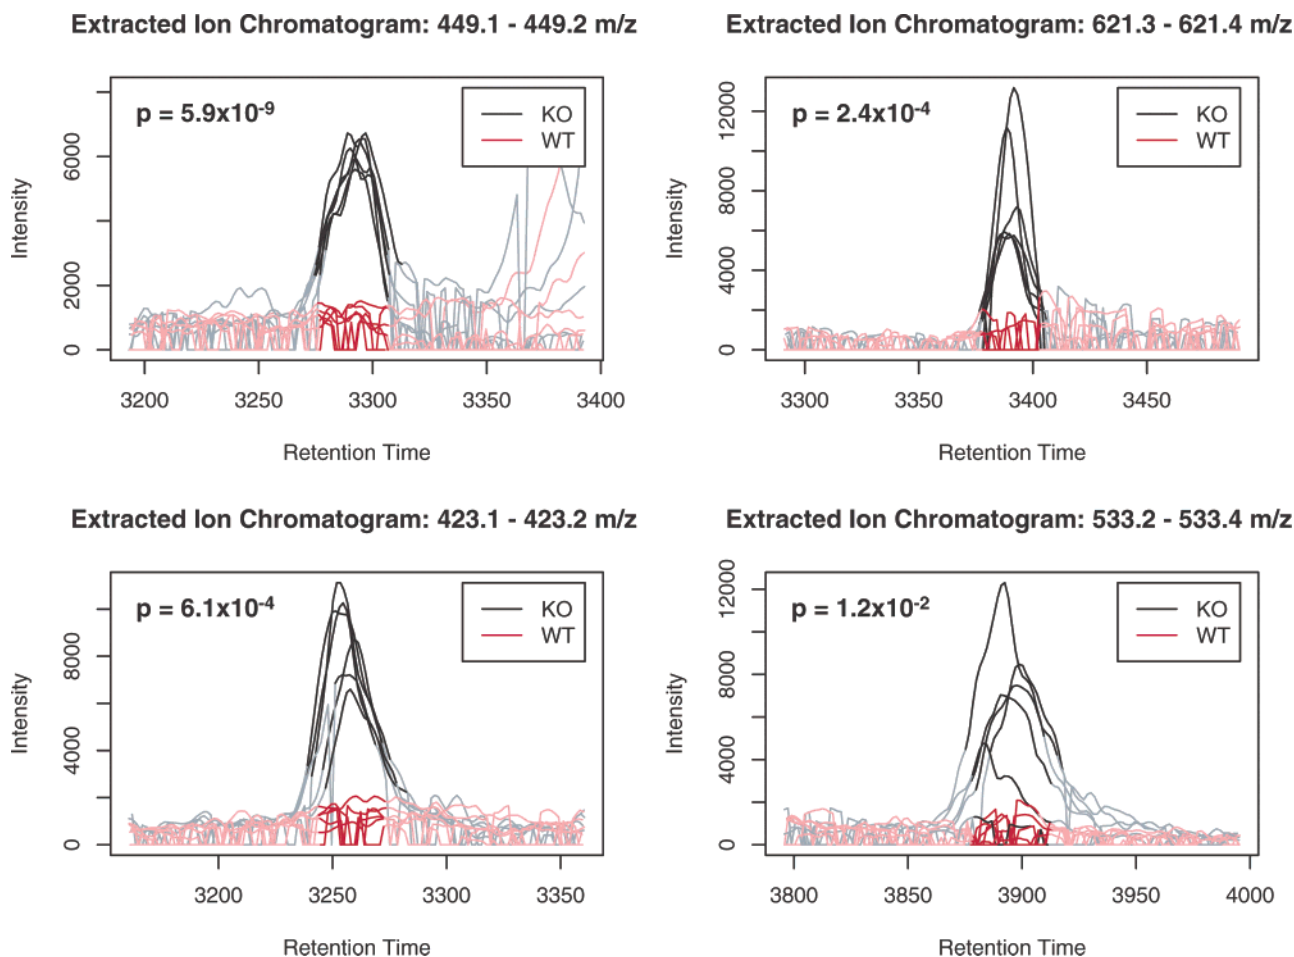 Extracted Ion Chromatogram: 449.1 - 449.2 m/z
p = 5.9x10-9
KO
WT
Intensity
0
2000
6000
3200 3250 3300 3350 3400
Retention Time
Extracted Ion Chromatogram: 621.3 - 621.4 m/z
p = 2.4x10-4
KO
WT
Intensity
0
4000
8000
12000
3300 3350 3400 3450
Retention Time
Extracted Ion Chromatogram: 423.1 - 423.2 m/z
p = 6.1x10-4
KO
WT
Intensity
0
4000
8000
3200 3250 3300 3350
Retention Time
Extracted Ion Chromatogram: 533.2 - 533.4 m/z
p = 1.2x10-2
KO
WT
Intensity
0
4000
8000
12000
3800 3850 3900 3950 4000
Retention Time